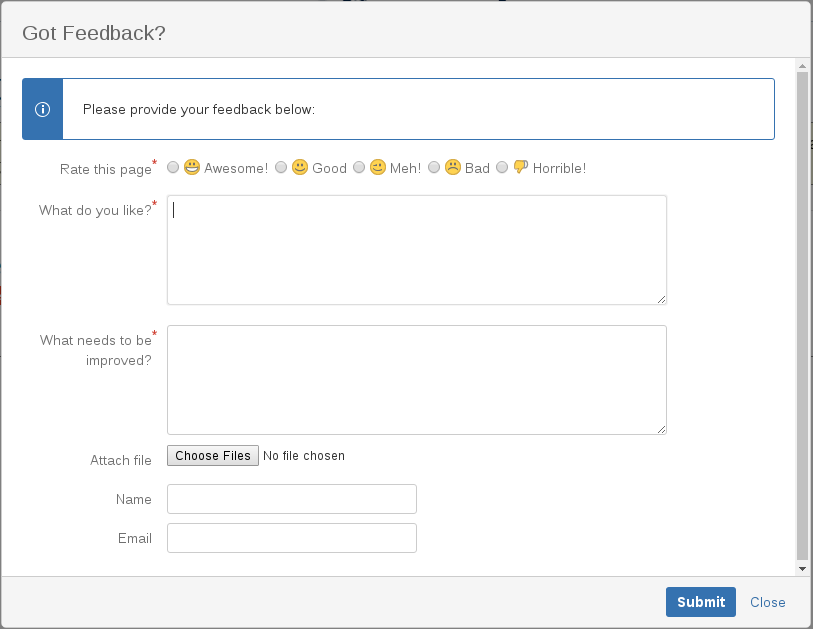 Got Feedback?
Please provide your feedback below:
Rate this page* Awesome! Good Meh! Bad Horrible!
What do you like?*
What needs to be*
improved?
Attach file Choose Files No file chosen
Name
Email
Submit Close